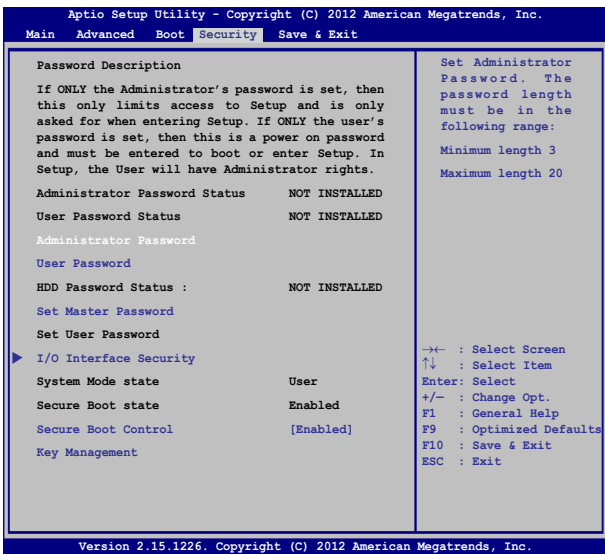 Aptio Setup Utility - Copyright (C) 2012 American Megatrends, Inc.
Main Advanced Boot Security Save & Exit
Password Description
If ONLY the Administrator's password is set, then
this only limits access to Setup and is only
asked for when entering Setup. If ONLY the user's
password is set, then this is a power on password
and must be entered to boot or enter Setup. In
Setup, the User will have Administrator rights.
Administrator Password Status NOT INSTALLED
User Password Status NOT INSTALLED
Administrator Password
User Password
HDD Password Status : NOT INSTALLED
Set Master Password
Set User Password
I/O Interface Security
System Mode state User
Secure Boot state Enabled
Secure Boot Control [Enabled]
Key Management
Set Administrator
Password. The
password length
must be in the
following range:
Minimum length 3
Maximum length 20
→← : Select Screen
↑↓ : Select Item
Enter: Select
+/— : Change Opt.
F1 : General Help
F9 : Optimized Defaults
F10 : Save & Exit
ESC : Exit
Version 2.15.1226. Copyright (C) 2012 American Megatrends, Inc.